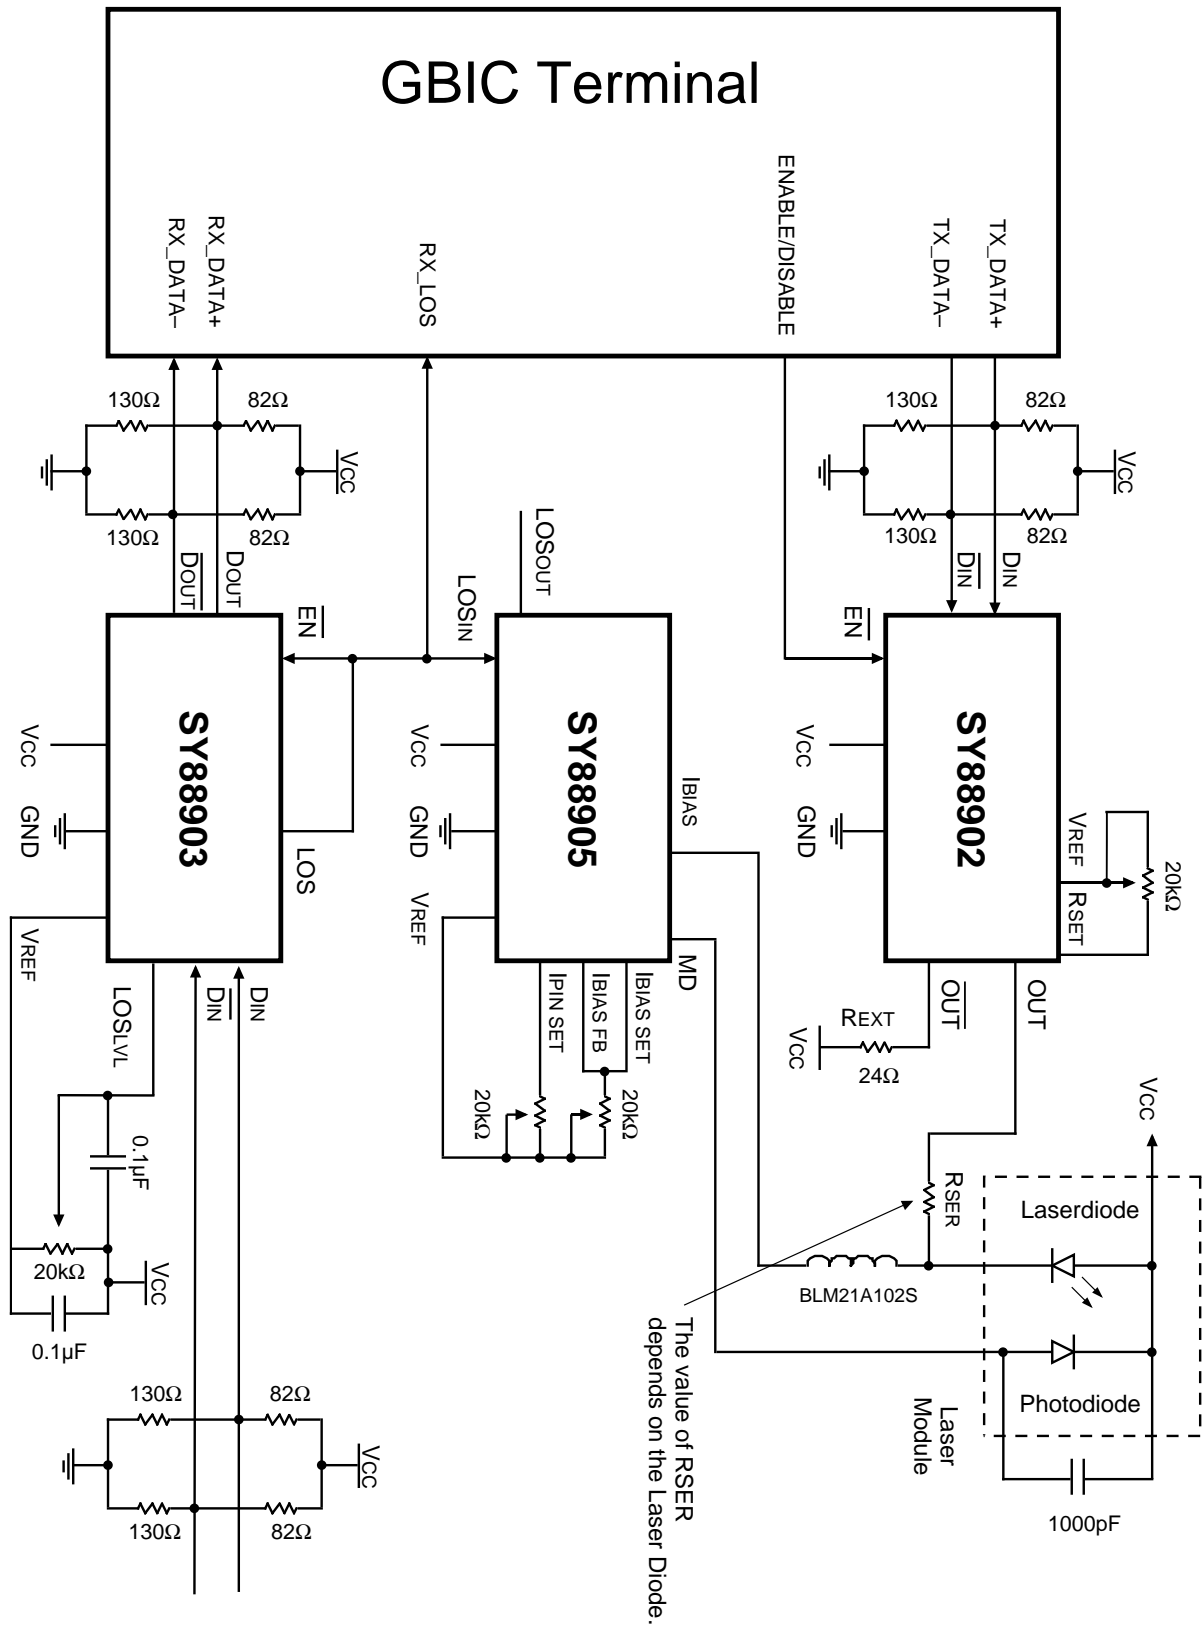 GBIC Terminal
RX_DATA–
RX_DATA+
RX_LOS
ENABLE/DISABLE
TX_DATA–
TX_DATA+
130Ω
82Ω
VCC
130Ω
82Ω
130Ω
82Ω
VCC
130Ω
82Ω
DOUT
DOUT
EN
LOSIN
LOSOUT
EN
DIN
DIN
SY88903
VCC
GND
VREF
LOS
LOSLVL
DIN
DIN
SY88905
VCC
GND
VREF
IBIAS
MD
IPIN SET
IBIAS FB
IBIAS SET
20kΩ
20kΩ
SY88902
VCC
GND
VREF
RSET
20kΩ
OUT
OUT
REXT
24Ω
VCC
VCC
RSER
Laserdiode
BLM21A102S
Photodiode
Laser
Module
1000pF
The value of RSER
depends on the Laser Diode.
0.1µF
20kΩ
VCC
0.1µF
130Ω
82Ω
VCC
130Ω
82Ω